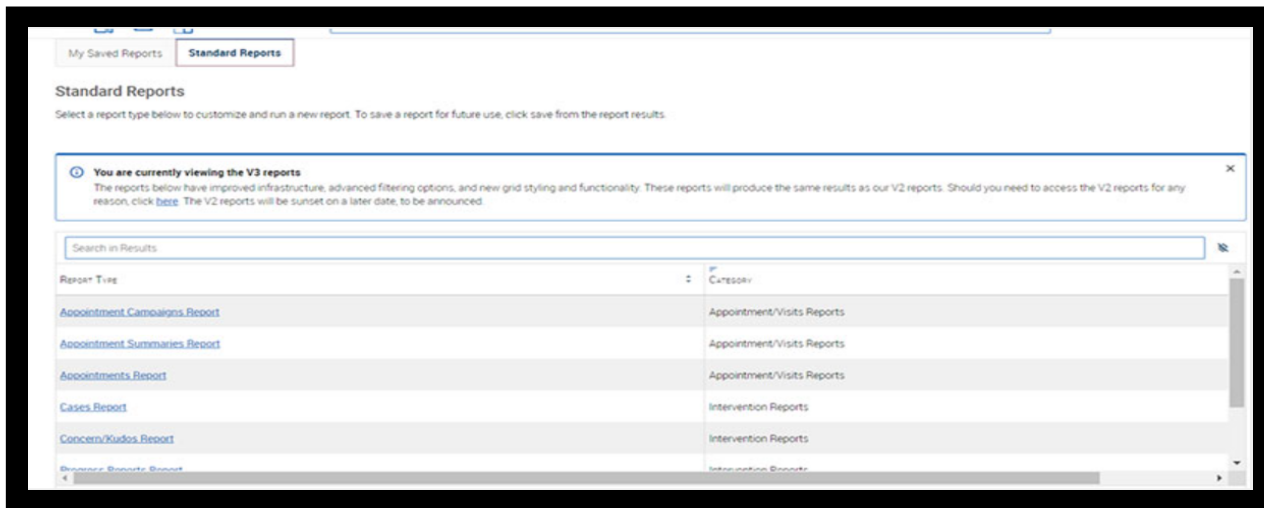 My Saved Reports Standard Reports
Standard Reports
Select a report type below to customize and run a new report. To save a report for future use, click save from the report results.
You are currently viewing the V3 reports
The reports below have improved infrastructure, advanced filtering options, and new grid styling and functionality. These reports will produce the same results as our V2 reports. Should you need to access the V2 reports for any
reason, click here. The V2 reports will be sunset on a later date, to be announced.
Search in Results
REPORT TYPE CATEGORY
Appointment Campaigns Report Appointment/Visits Reports
Appointment Summaries Report Appointment/Visits Reports
Appointments Report Appointment/Visits Reports
Cases Report Intervention Reports
Concern/Kudos Report Intervention Reports
Progress Reports Report Intervention Reports